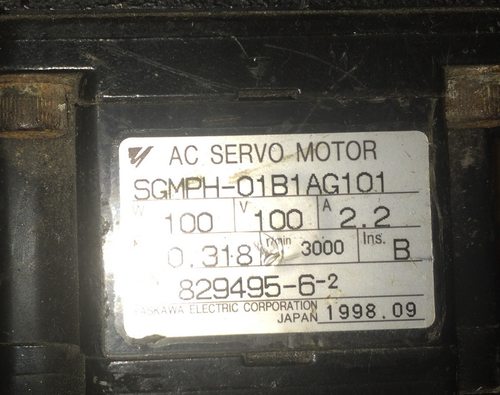 AC SERVO MOTOR
SGMPH-01B1AG101
W 100 V 100 A 2.2
0.318 r/min 3000 Ins. B
829495-6-2
YASKAWA ELECTRIC CORPORATION
JAPAN 1998.09